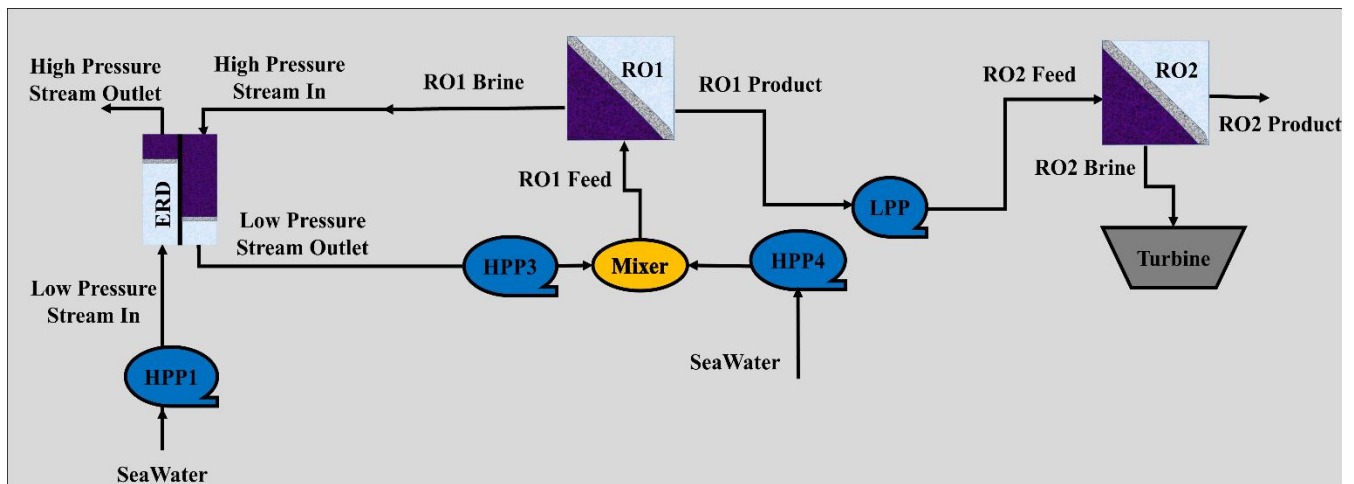 High Pressure
Stream Outlet
High Pressure
Stream In
RO1 Brine
RO1
RO1 Product
RO2 Feed
RO2
RO2 Product
RO2 Brine
RO1 Feed
ERD
LPP
Low Pressure
Stream Outlet
HPP3
Mixer
HPP4
Turbine
Low Pressure
Stream In
SeaWater
HPP1
SeaWater